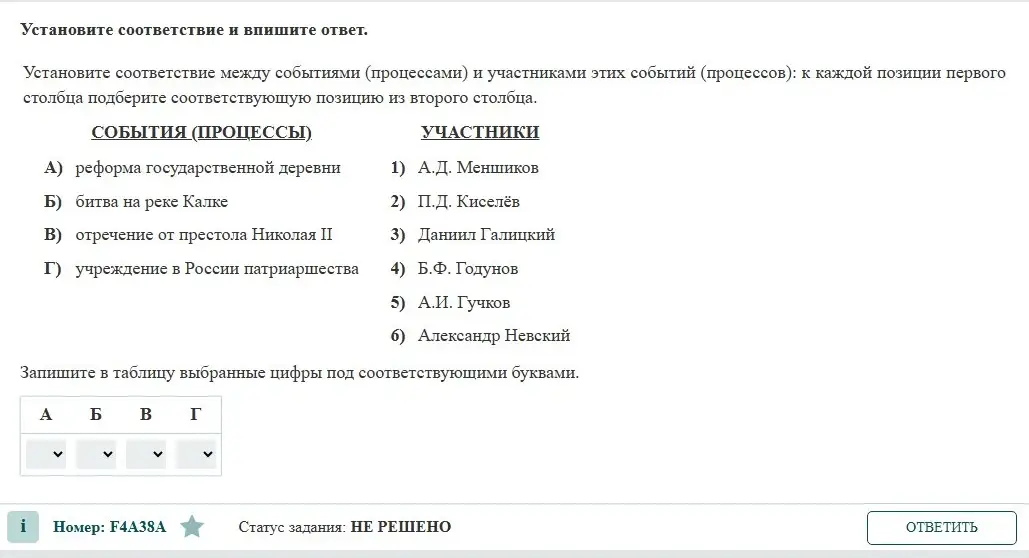 Установите соответствие и впишите ответ.
Установите соответствие между событиями (процессами) и участниками этих событий (процессов): к каждой позиции первого
столбца подберите соответствующую позицию из второго столбца.
СОБЫТИЯ (ПРОЦЕССЫ) УЧАСТНИКИ
А) реформа государственной деревни 1) А.Д. Меншиков
Б) битва на реке Калке 2) П.Д. Киселёв
В) отречение от престола Николая II 3) Даниил Галицкий
Г) учреждение в России патриаршества 4) Б.Ф. Годунов
5) А.И. Гучков
6) Александр Невский
Запишите в таблицу выбранные цифры под соответствующими буквами.
А Б В Г
i Номер: F4A38A Статус задания: НЕ РЕШЕНО ОТВЕТИТЬ